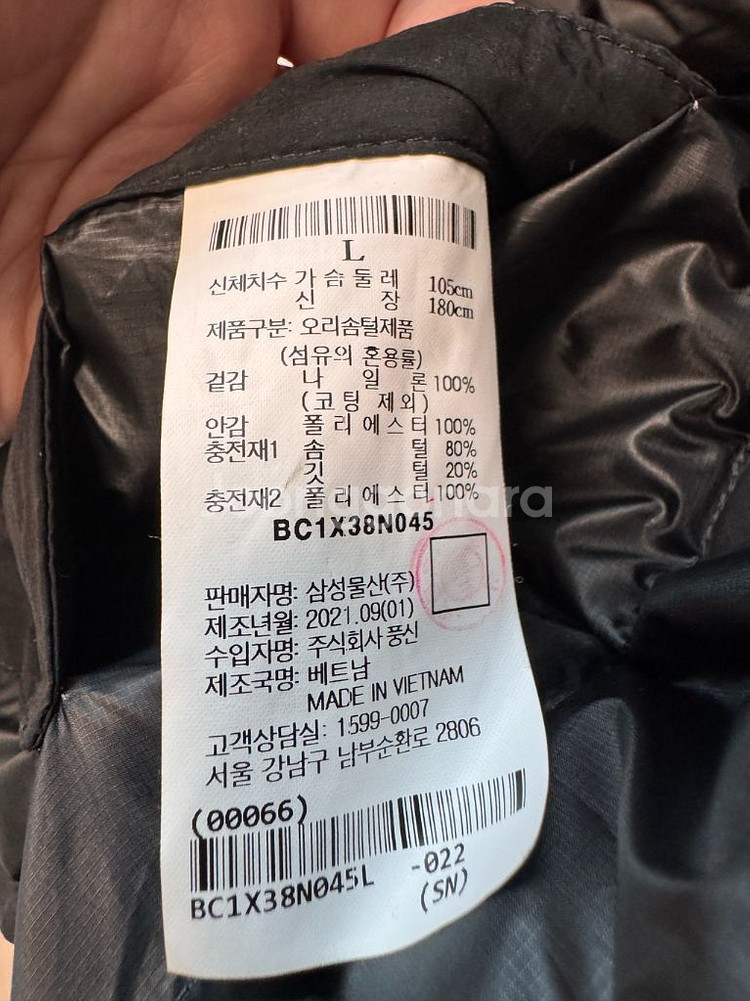 L
신체치수 가 슴 둘 레 105cm
신 장 180cm
제품구분: 오리솜털제품
(섬유의 혼용률)
겉감 나 일 론 100%
(코 팅 제 외)
안감 폴 리 에 스 터 100%
충전재1 솜 털 80%
깃 털 20%
충전재2 폴 리 에 스 터 100%
BC1X38N045
판매자명: 삼성물산(주)
제조년월: 2021.09(01)
수입자명: 주식회사 풍신
제조국명: 베트남
MADE IN VIETNAM
고객상담실: 1599-0007
서울 강남구 남부순환로 2806
(00066)
BC1X38N045L -022
(SN)